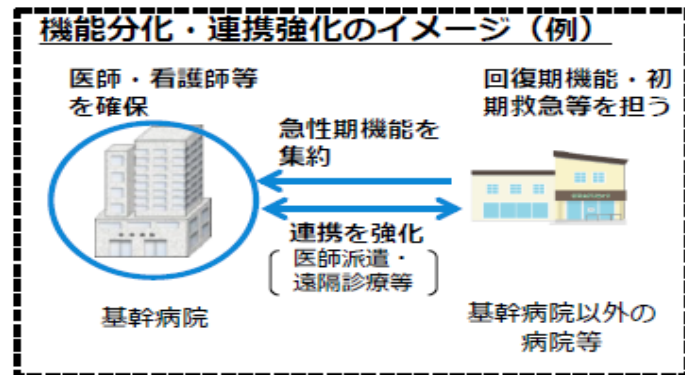 機能分化・連携強化のイメージ（例）
医師・看護師等
を確保
回復期機能・初
期救急等を担う
急性期機能を
集約
連携を強化
医師派遣・
遠隔診療等
基幹病院
基幹病院以外の
病院等